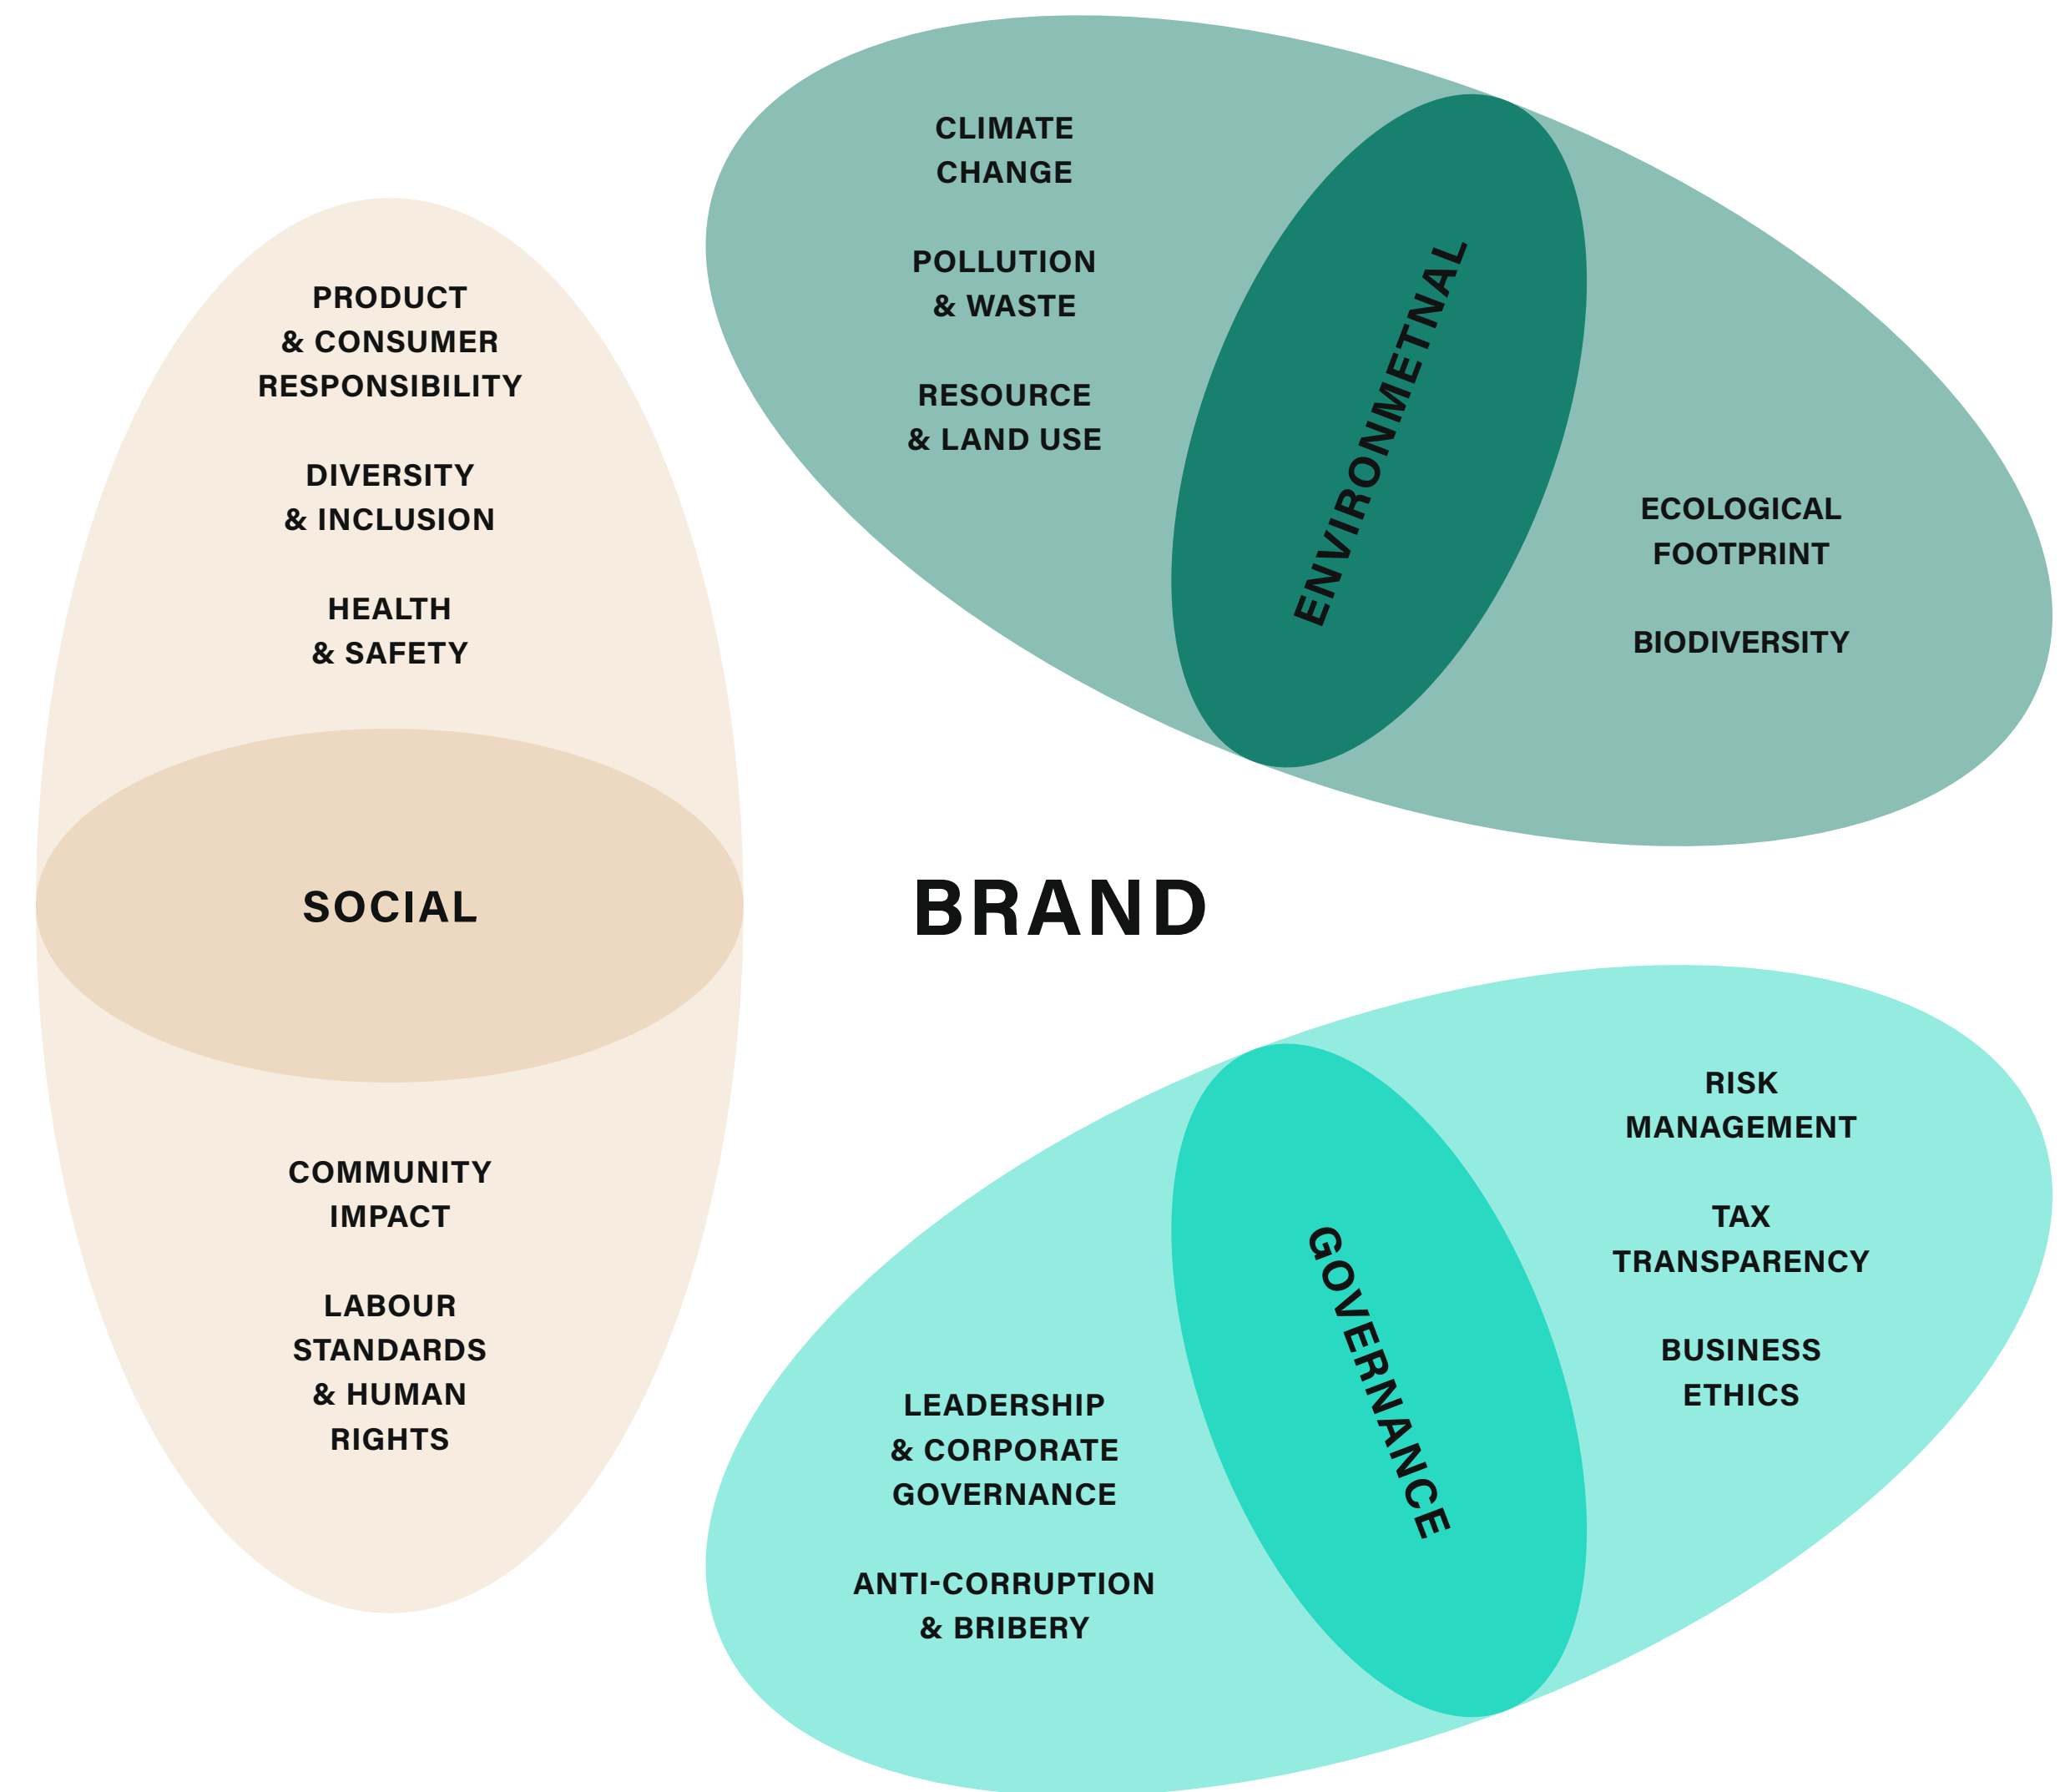 PRODUCT
& CONSUMER
RESPONSIBILITY
DIVERSITY
& INCLUSION
HEALTH
& SAFETY
SOCIAL
COMMUNITY
IMPACT
LABOUR
STANDARDS
& HUMAN
RIGHTS
CLIMATE
CHANGE
POLLUTION
& WASTE
RESOURCE
& LAND USE
ENVIRONMETNAL
ECOLOGICAL
FOOTPRINT
BIODIVERSITY
BRAND
LEADERSHIP
& CORPORATE
GOVERNANCE
ANTI-CORRUPTION
& BRIBERY
GOVERNANCE
RISK
MANAGEMENT
TAX
TRANSPARENCY
BUSINESS
ETHICS